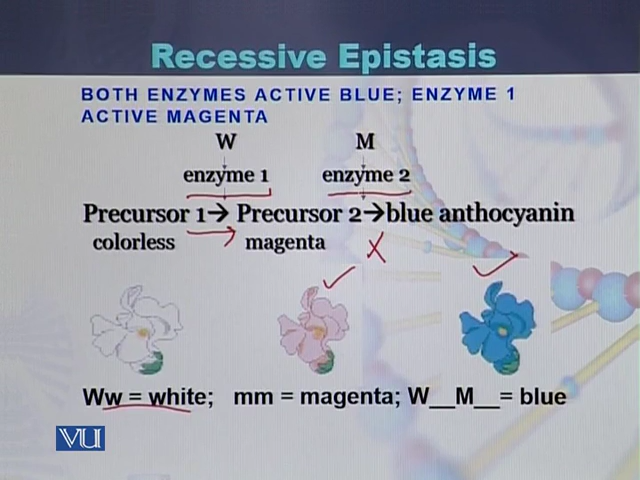 Recessive Epistasis
BOTH ENZYMES ACTIVE BLUE; ENZYME 1
ACTIVE MAGENTA
W M
enzyme 1 enzyme 2
Precursor 1→ Precursor 2→blue anthocyanin
colorless magenta
Ww = white; mm = magenta; W__M__= blue
VU